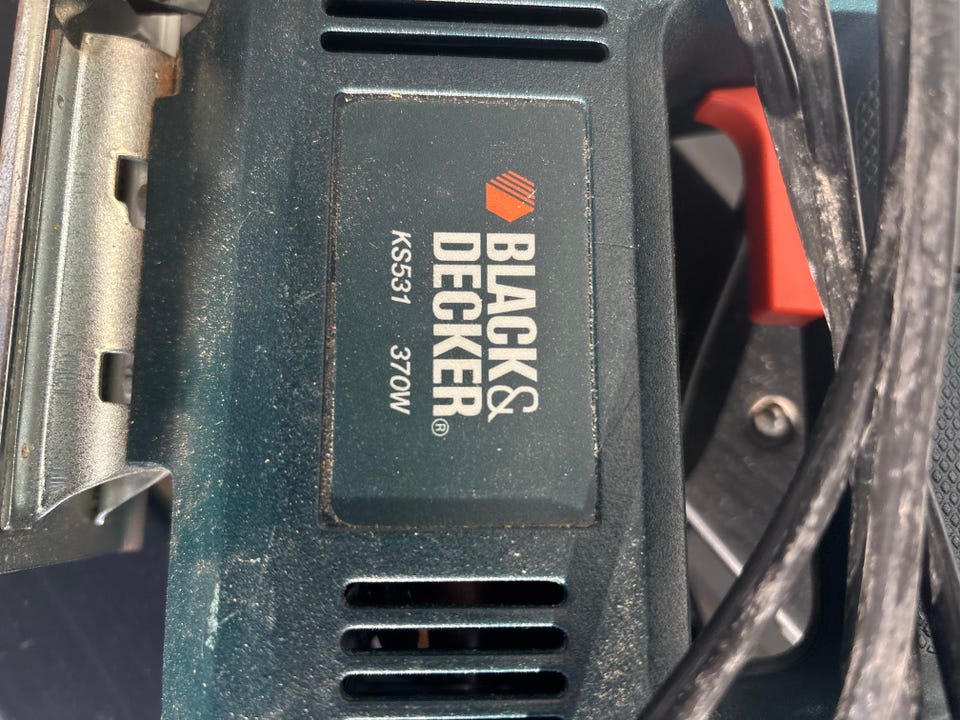 BLACK&
DECKER®
KS531 370W